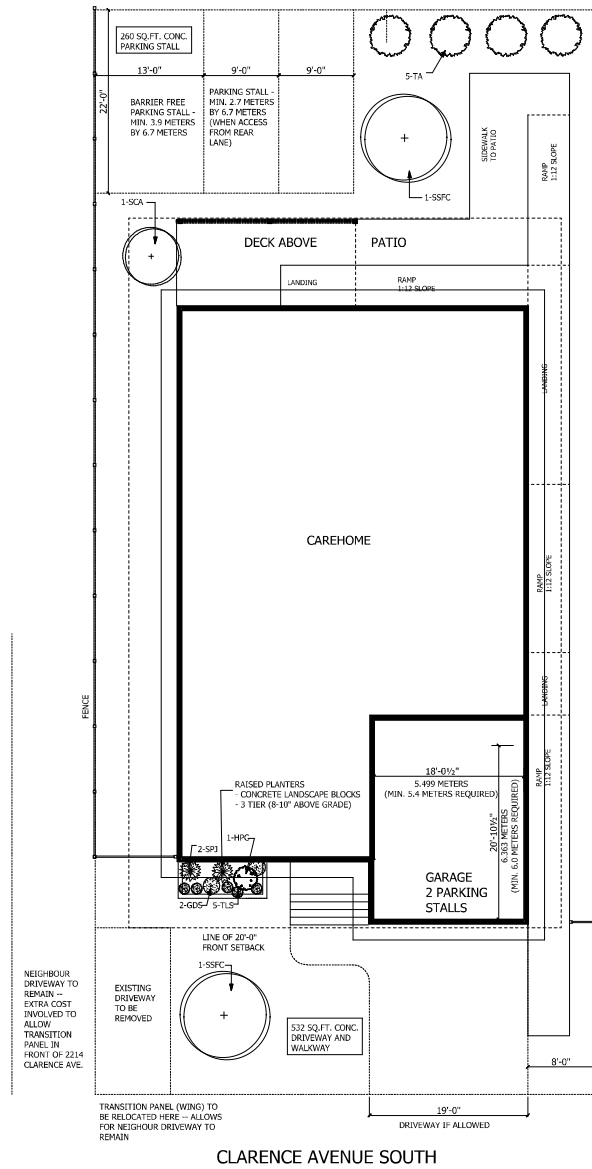 260 SQ.FT. CONC.
PARKING STALL
5-TA
13'-0"
9'-0"
9'-0"
22'-0"
BARRIER FREE
PARKING STALL -
MIN. 3.9 METERS
BY 6.7 METERS
PARKING STALL -
MIN. 2.7 METERS
BY 6.7 METERS
(WHEN ACCESS
FROM REAR
LANE)
SIDEWALK
TO PATIO
RAMP
1:12 SLOPE
1-SCA
1-SSFC
DECK ABOVE
PATIO
LANDING
RAMP
1:12 SLOPE
LANDING
CAREHOME
RAMP
1:12 SLOPE
LANDING
FENCE
RAMP
1:12 SLOPE
18'-0½"
5.499 METERS
(MIN. 5.4 METERS REQUIRED)
20'-10½"
6.363 METERS
(MIN. 6.0 METERS REQUIRED)
RAISED PLANTERS
- CONCRETE LANDSCAPE BLOCKS
- 3 TIER (8-10" ABOVE GRADE)
1-HPC
2-SPJ
GARAGE
2 PARKING
STALLS
2-GDS
5-TLS
LINE OF 20'-0"
FRONT SETBACK
1-SSFC
NEIGHBOUR
DRIVEWAY TO
REMAIN --
EXTRA COST
INVOLVED TO
ALLOW
TRANSITION
PANEL IN
FRONT OF 2214
CLARENCE AVE.
EXISTING
DRIVEWAY
TO BE
REMOVED
532 SQ.FT. CONC.
DRIVEWAY AND
WALKWAY
8'-0"
TRANSITION PANEL (WING) TO
BE RELOCATED HERE -- ALLOWS
FOR NEIGHOUR DRIVEWAY TO
REMAIN
19'-0"
DRIVEWAY IF ALLOWED
CLARENCE AVENUE SOUTH